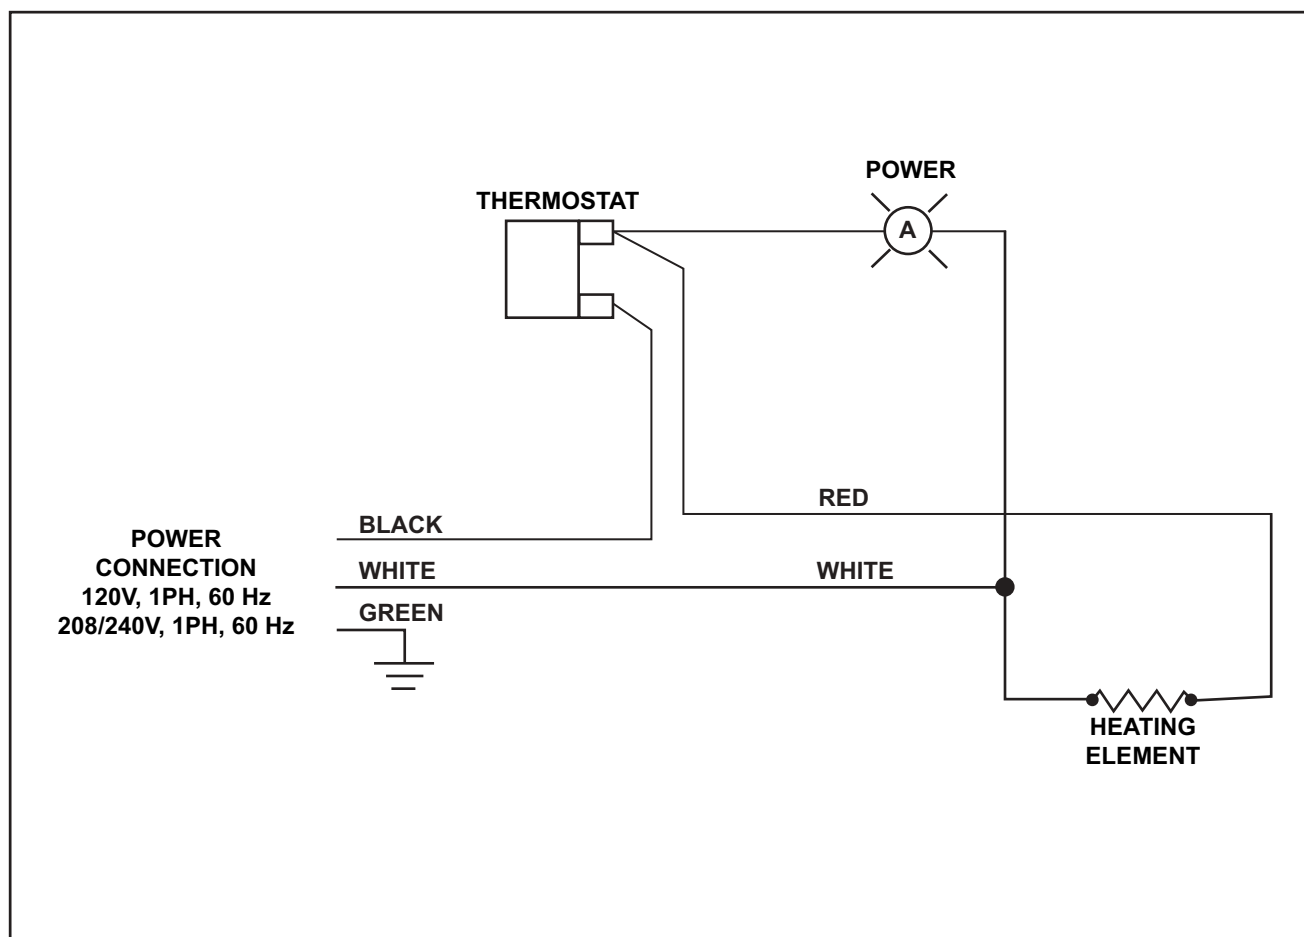 POWER
THERMOSTAT
A
RED
BLACK
POWER
CONNECTION
120V, 1PH, 60 Hz
208/240V, 1PH, 60 Hz
WHITE
WHITE
GREEN
HEATING
ELEMENT